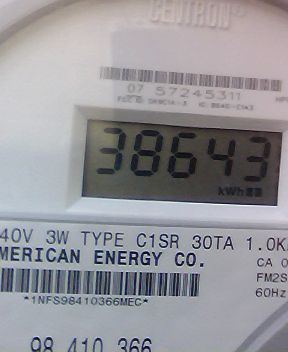 CENTRON®
07 57245311
38643
kWh
40V 3W TYPE C1SR 30TA 1.0K
MERICAN ENERGY CO.
CA 0
FM2S
60Hz
*1NFS98410366MEC*
98 410 366